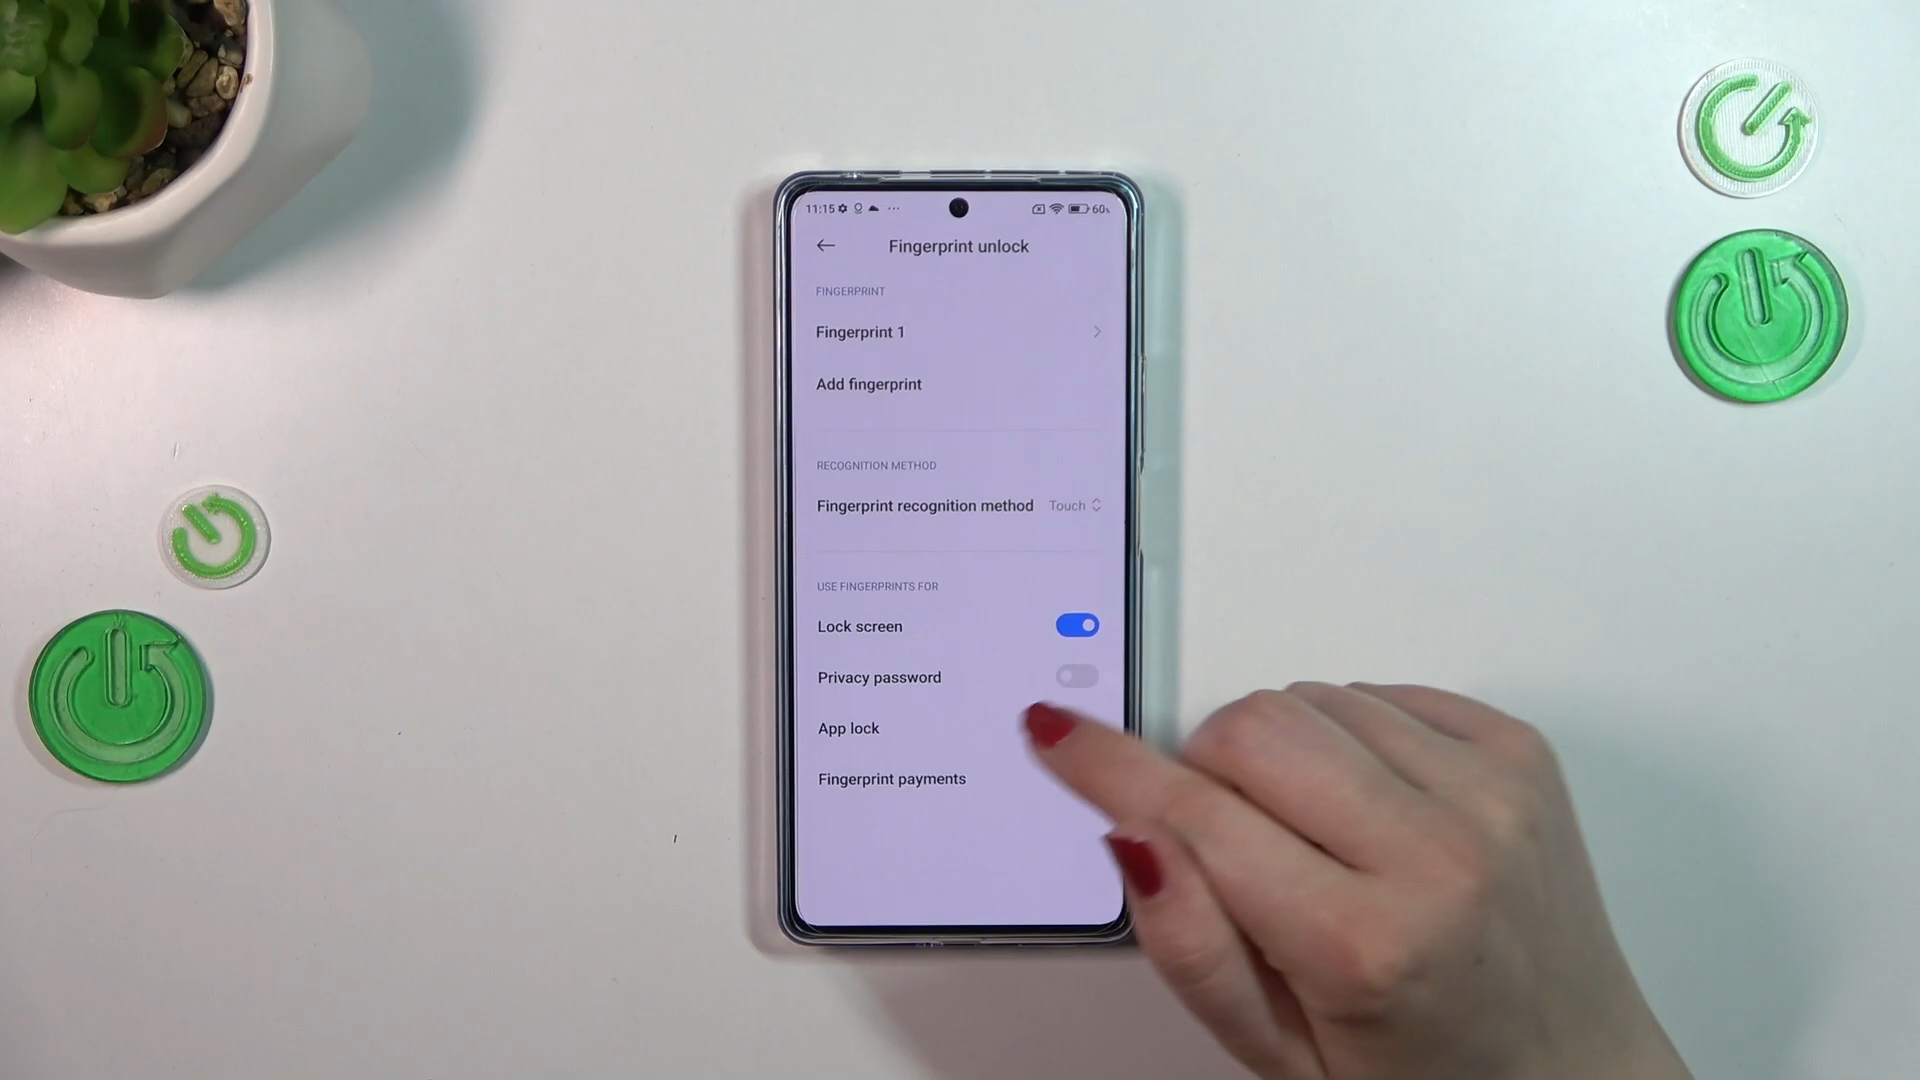 11:15 ... 60%
Fingerprint unlock
FINGERPRINT
Fingerprint 1
Add fingerprint
RECOGNITION METHOD
Fingerprint recognition method Touch
USE FINGERPRINTS FOR
Lock screen
Privacy password
App lock
Fingerprint payments